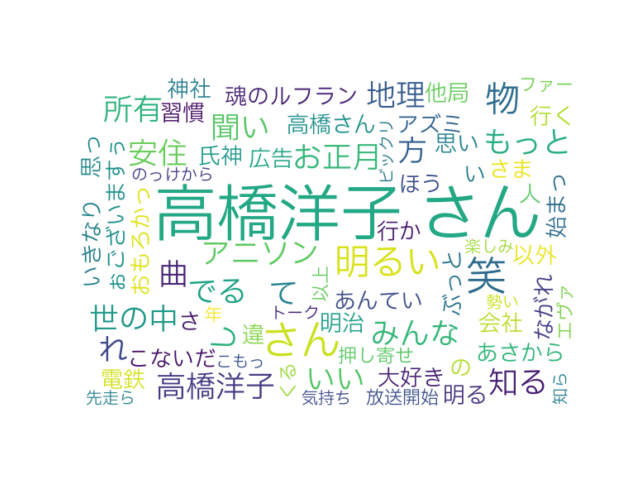 神社
ファー
魂のルフラン
地理
他局
物
所有
習慣
行く
聞い
高橋さん
アズミ
もっと
安住
氏神
広告
お正月
ビックリ
方
思い
い
さま
思っ
のっけから
ほう
人
始まっ
おございますぅ
おもろかっ
いきなり
高橋洋子
さん
行か
アニソン
明るい
笑
楽しみ
以外
曲
でる
て
以上
あんてい
ぶっと
勢い
ながれ
エヴァ
世の中
さ
年
し
違
さん
トーク
明治
みんな
会社
あさから
れ
こないだ
こもっ
押し寄せ
の
電鉄
高橋洋子
くる
いい
大好き
知る
先走ら
気持ち
放送開始
明る
知ら